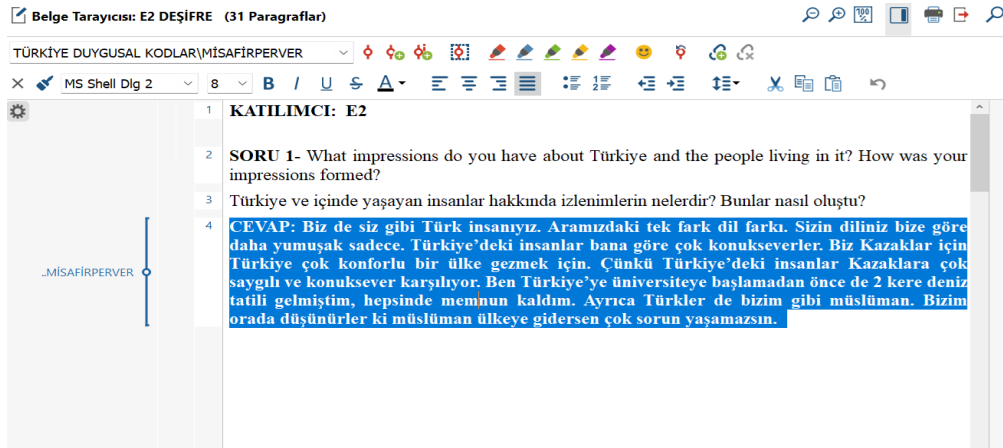 Belge Tarayıcısı: E2 DEŞİFRE (31 Paragraflar)
TÜRKİYE DUYGUSAL KODLAR\MİSAFİRPERVER
MS Shell Dlg 2 8 B I U S A
1 KATILIMCI: E2
2 SORU 1- What impressions do you have about Türkiye and the people living in it? How was your
impressions formed?
3 Türkiye ve içinde yaşayan insanlar hakkında izlenimlerin nelerdir? Bunlar nasıl oluştu?
4 CEVAP: Biz de siz gibi Türk insanıyız. Aramızdaki tek fark dil farkı. Sizin diliniz bize göre
daha yumuşak sadece. Türkiye’deki insanlar bana göre çok konukseverler. Biz Kazaklar için
Türkiye çok konforlu bir ülke gezmek için. Çünkü Türkiye’deki insanlar Kazaklara çok
..MİSAFİRPERVER
saygılı ve konuksever karşılıyor. Ben Türkiye’ye üniversiteye başlamadan önce de 2 kere deniz
tatili gelmiştim, hepsinde memnun kaldım. Ayrıca Türkler de bizim gibi müslüman. Bizim
orada düşünürler ki müslüman ülkeye gidersen çok sorun yaşamazsın.